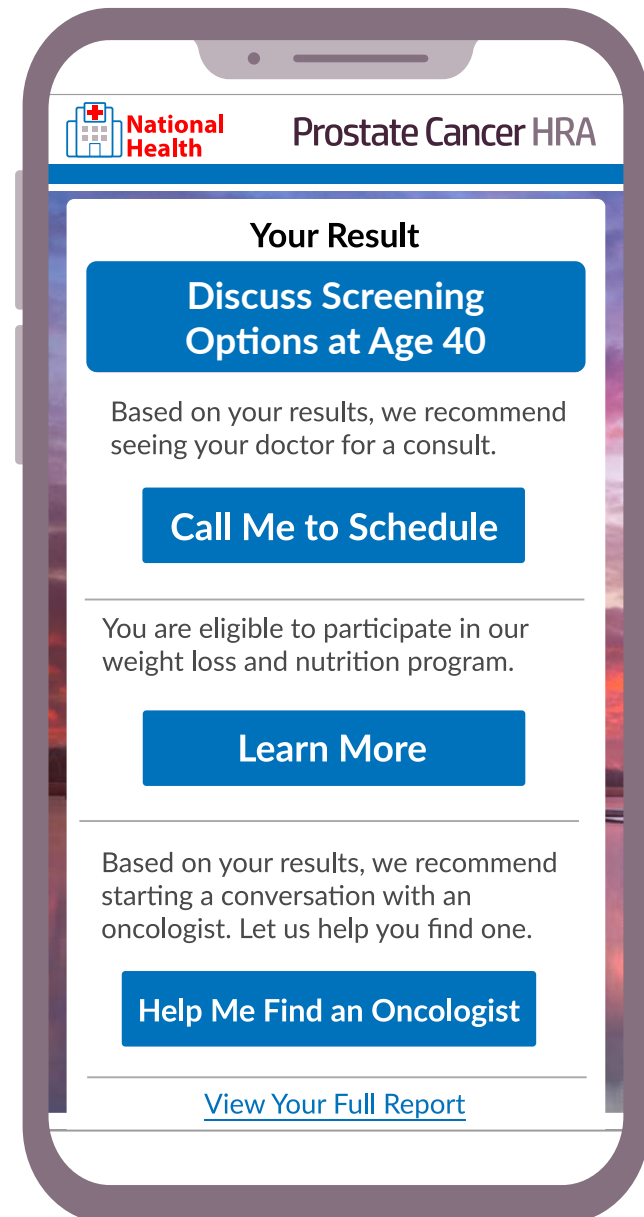 National
Health
Prostate Cancer HRA
Your Result
Discuss Screening
Options at Age 40
Based on your results, we recommend
seeing your doctor for a consult.
Call Me to Schedule
You are eligible to participate in our
weight loss and nutrition program.
Learn More
Based on your results, we recommend
starting a conversation with an
oncologist. Let us help you find one.
Help Me Find an Oncologist
View Your Full Report